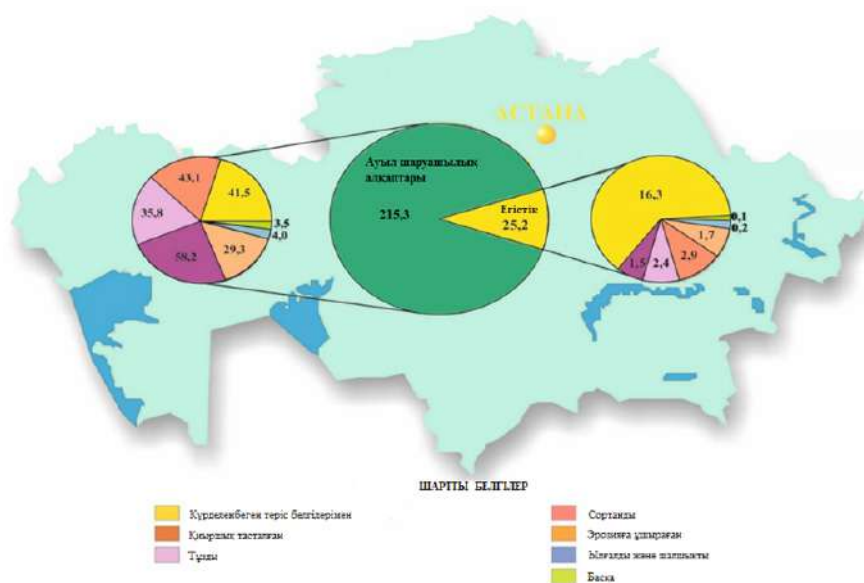 АСТАНА
Ауыл шаруашылық
алқаптары
215,3
Егістік
25,2
43,1
41,5
35,8
3,5
4,0
58,2
29,3
16,3
0,1
0,2
1,7
1,5
2,4
2,9
ШАРТТЫ БЕЛГІЛЕР
Күрделенбеген теріс белгілерімен
Қиыршық тасталған
Тұзды
Сортаңды
Эрозияға ұшыраған
Ылғалды және шалшықты
Басқа